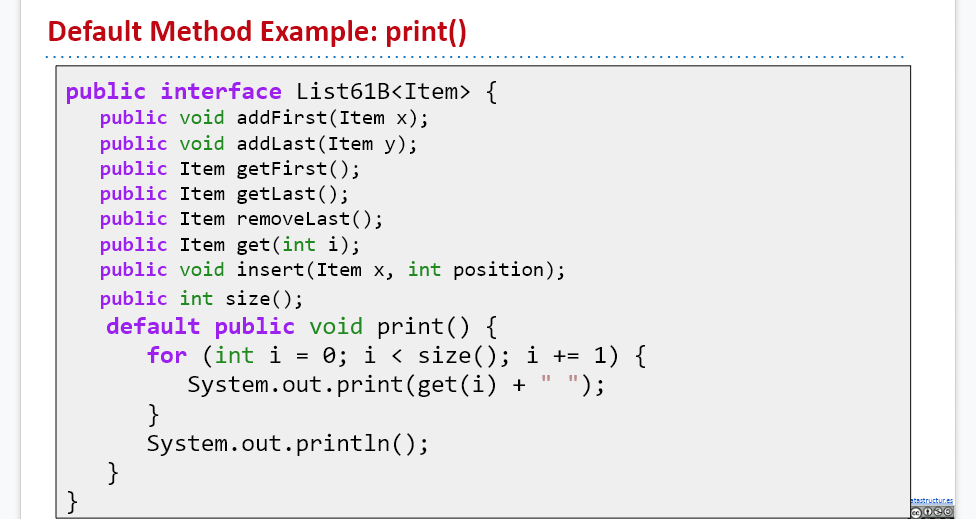 Default Method Example: print()
public interface List61B<Item> {
public void addFirst(Item x);
public void addLast(Item y);
public Item getFirst();
public Item getLast();
public Item removeLast();
public Item get(int i);
public void insert(Item x, int position);
public int size();
default public void print() {
for (int i = 0; i < size(); i += 1) {
System.out.print(get(i) + " ");
}
System.out.println();
}
}
atastructur.es